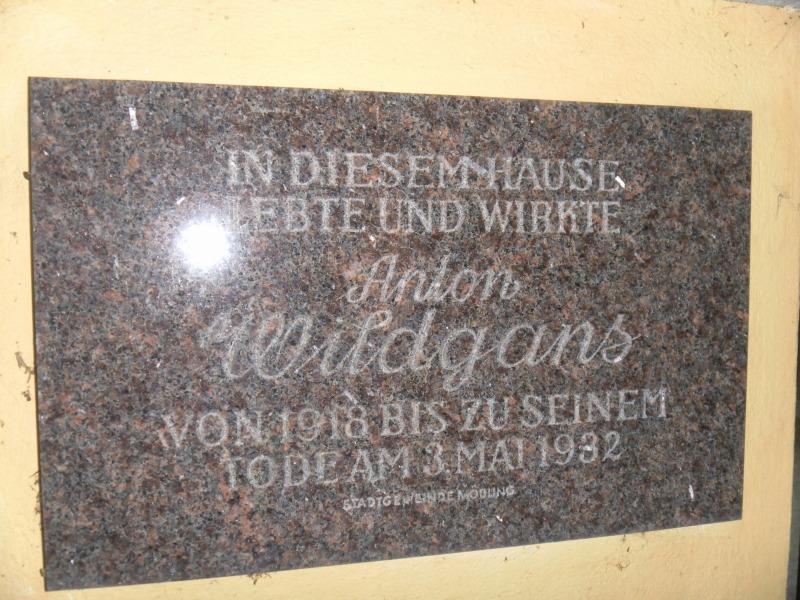 IN DIESEM HAUSE
LEBTE UND WIRKTE
Anton
Wildgans
VON 1918 BIS ZU SEINEM
TODE AM 3. MAI 1932
STADTGEMEINDE MÖDLING